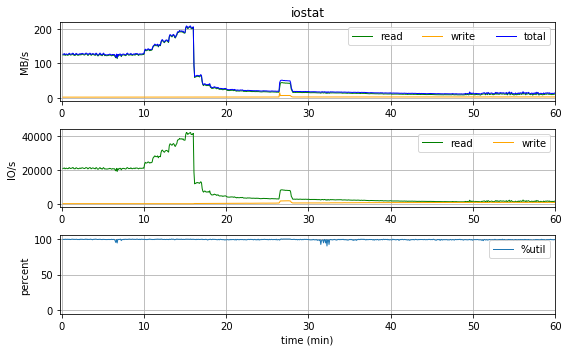 iostat
200
100
0
MB/s
read write total
0 10 20 30 40 50 60
40000
20000
0
IO/s
read write
0 10 20 30 40 50 60
100
50
0
percent
%util
0 10 20 30 40 50 60
time (min)